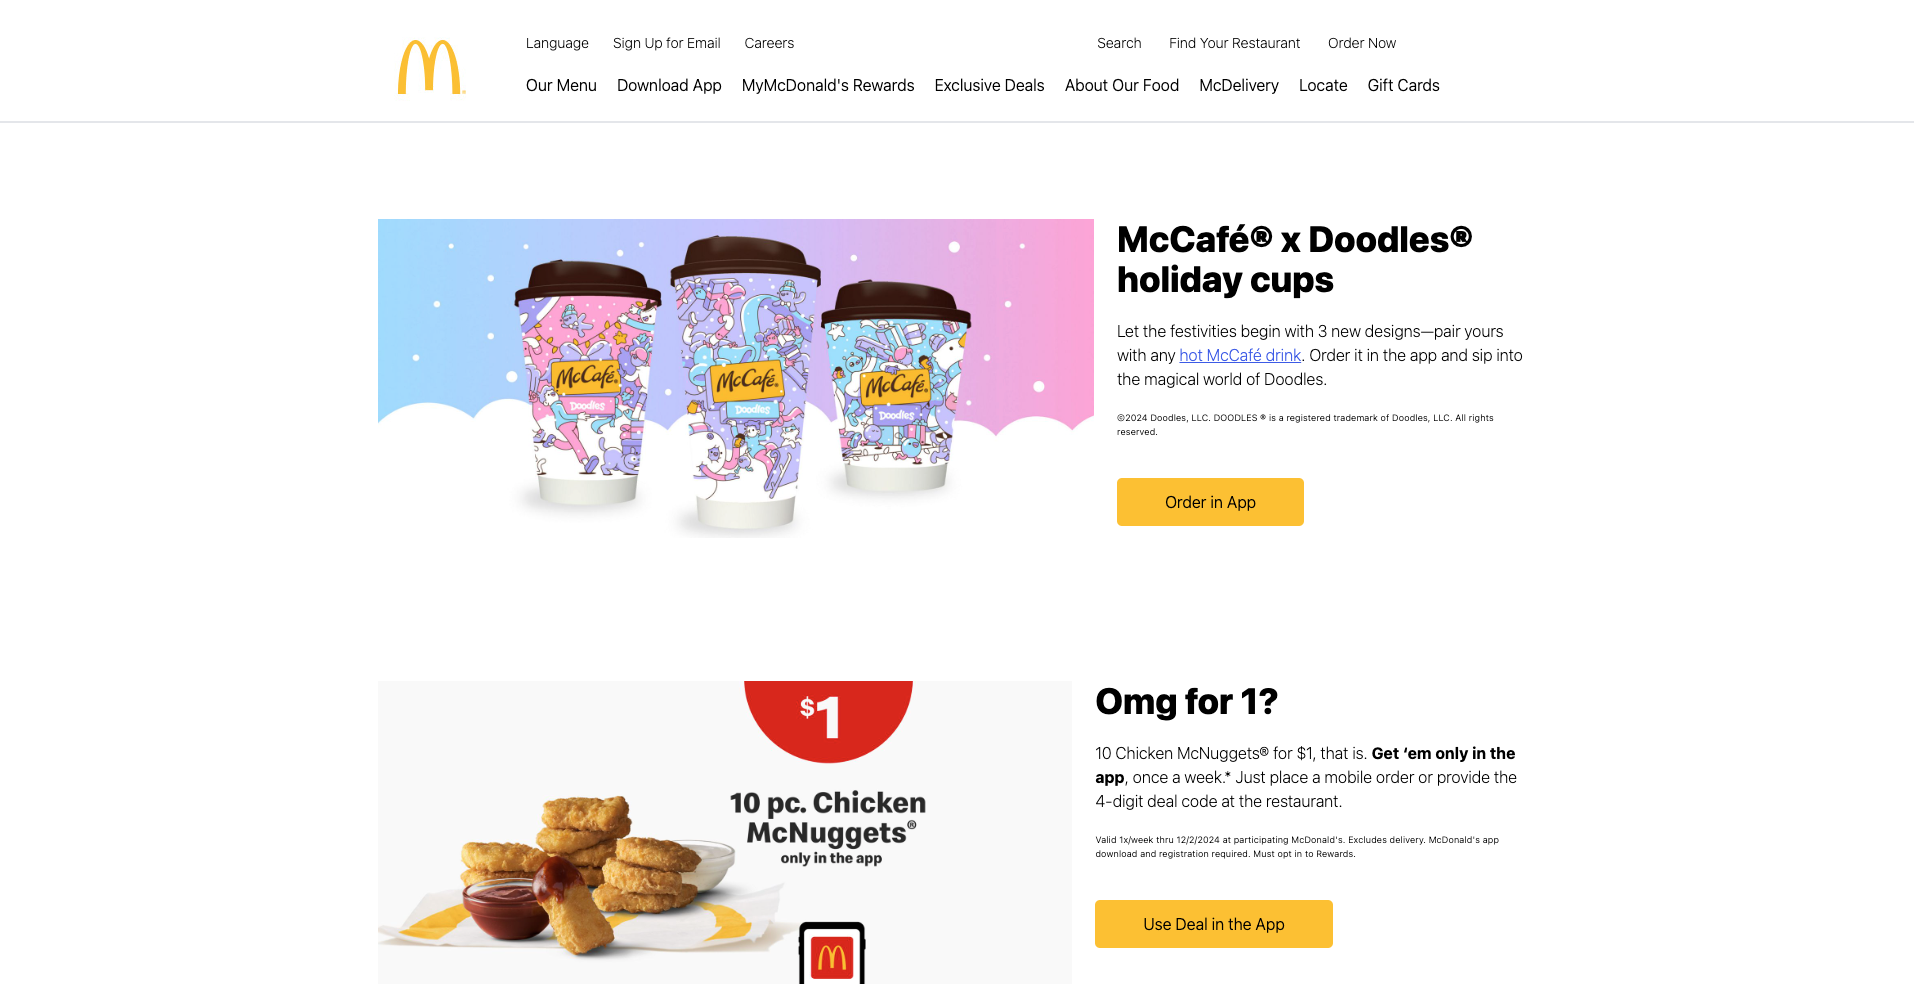 Language Sign Up for Email Careers Search Find Your Restaurant Order Now
Our Menu Download App MyMcDonald's Rewards Exclusive Deals About Our Food McDelivery Locate Gift Cards
McCafé®
Doodles
McCafé®
Doodles
McCafé®
Doodles
McCafé® x Doodles®
holiday cups
Let the festivities begin with 3 new designs—pair yours
with any hot McCafé drink. Order it in the app and sip into
the magical world of Doodles.
©2024 Doodles, LLC. DOODLES ® is a registered trademark of Doodles, LLC. All rights
reserved.
Order in App
$1
10 pc. Chicken
McNuggets®
only in the app
Omg for 1?
10 Chicken McNuggets® for $1, that is. Get ‘em only in the
app, once a week.* Just place a mobile order or provide the
4-digit deal code at the restaurant.
Valid 1x/week thru 12/2/2024 at participating McDonald's. Excludes delivery. McDonald's app
download and registration required. Must opt in to Rewards.
Use Deal in the App